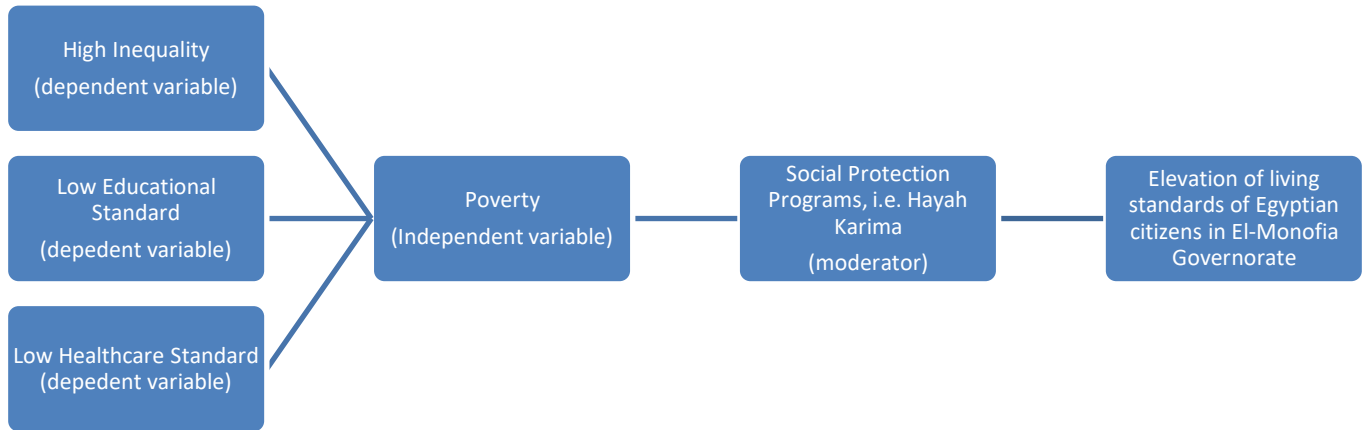 High Inequality
(dependent variable)
Low Educational
Standard
(depedent variable)
Low Healthcare Standard
(depedent variable)
Poverty
(Independent variable)
Social Protection
Programs, i.e. Hayah
Karima
(moderator)
Elevation of living
standards of Egyptian
citizens in El-Monofia
Governorate